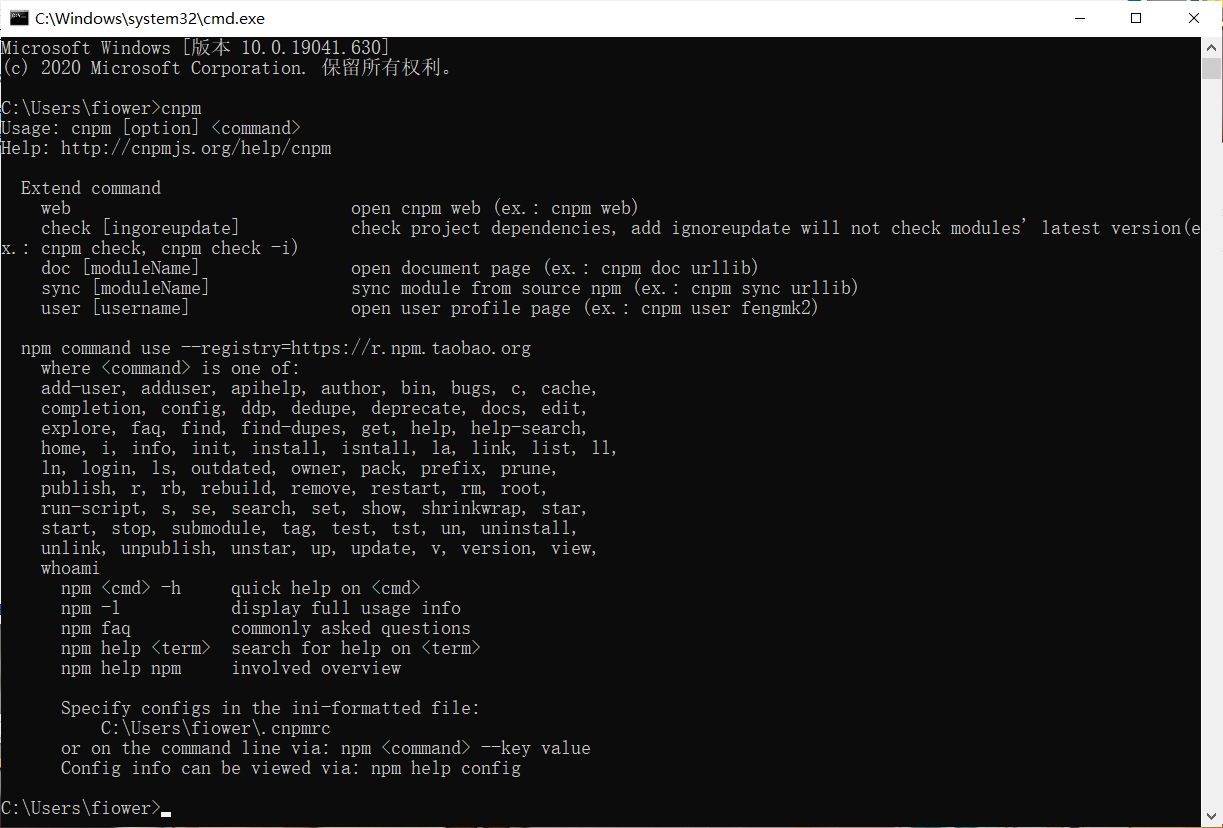 C:\Windows\system32\cmd.exe
Microsoft Windows [版本 10.0.19041.630]
(c) 2020 Microsoft Corporation. 保留所有权利。
C:\Users\fiower>cnpm
Usage: cnpm [option] <command>
Help: http://cnpmjs.org/help/cnpm
Extend command
web open cnpm web (ex.: cnpm web)
check [ingoreupdate] check project dependencies, add ignoreupdate will not check modules' latest version(e
x.: cnpm check, cnpm check -i)
doc [moduleName] open document page (ex.: cnpm doc urllib)
sync [moduleName] sync module from source npm (ex.: cnpm sync urllib)
user [username] open user profile page (ex.: cnpm user fengmk2)
npm command use --registry=https://r.npm.taobao.org
where <command> is one of:
add-user, adduser, apihelp, author, bin, bugs, c, cache,
completion, config, ddp, dedupe, deprecate, docs, edit,
explore, faq, find, find-dupes, get, help, help-search,
home, i, info, init, install, isntall, la, link, list, ll,
ln, login, ls, outdated, owner, pack, prefix, prune,
publish, r, rb, rebuild, remove, restart, rm, root,
run-script, s, se, search, set, show, shrinkwrap, star,
start, stop, submodule, tag, test, tst, un, uninstall,
unlink, unpublish, unstar, up, update, v, version, view,
whoami
npm <cmd> -h quick help on <cmd>
npm -l display full usage info
npm faq commonly asked questions
npm help <term> search for help on <term>
npm help npm involved overview
Specify configs in the ini-formatted file:
C:\Users\fiower\.cnpmrc
or on the command line via: npm <command> --key value
Config info can be viewed via: npm help config
C:\Users\fiower>